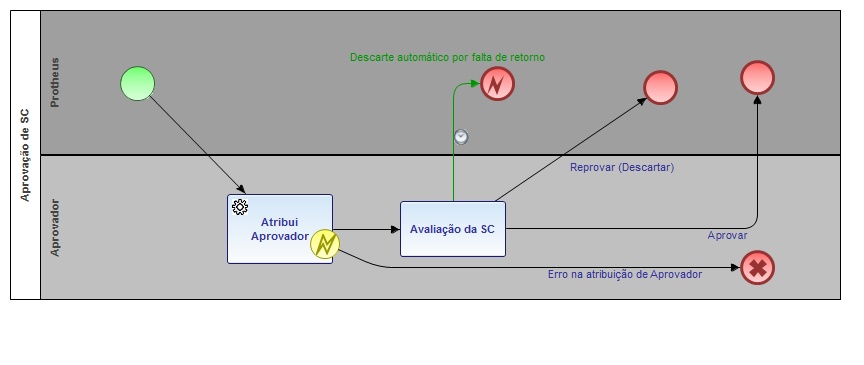 Aprovação de SC
Protheus
Descarte automático por falta de retorno
Reprovar (Descartar)
Aprovador
Atribui
Aprovador
Avaliação da SC
Aprovar
Erro na atribuição de Aprovador